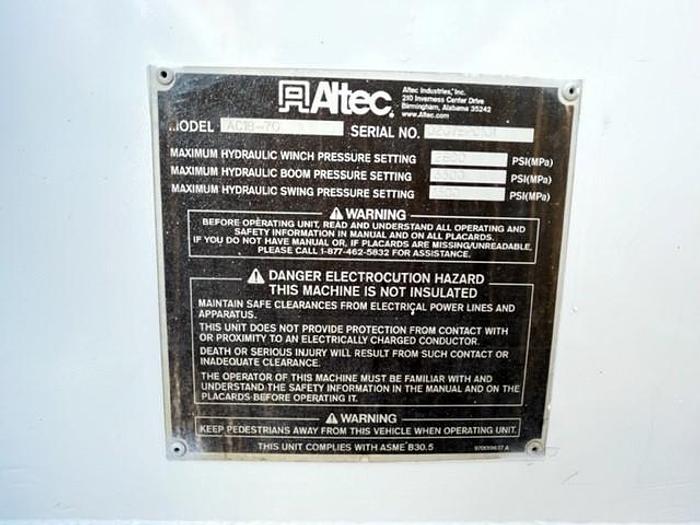 Altec
Altec Industries, Inc.
210 Inverness Center Drive
Birmingham, Alabama 35242
www.Altec.com
MODEL AC18-70 SERIAL NO.
MAXIMUM HYDRAULIC WINCH PRESSURE SETTING PSI(MPa)
MAXIMUM HYDRAULIC BOOM PRESSURE SETTING 3500 PSI(MPa)
MAXIMUM HYDRAULIC SWING PRESSURE SETTING PSI(MPa)
WARNING
BEFORE OPERATING UNIT, READ AND UNDERSTAND ALL OPERATING AND
SAFETY INFORMATION IN MANUAL AND ON ALL PLACARDS.
IF YOU DO NOT HAVE MANUAL OR, IF PLACARDS ARE MISSING/UNREADABLE,
PLEASE CALL 1-877-462-5832 FOR ASSISTANCE.
DANGER ELECTROCUTION HAZARD
THIS MACHINE IS NOT INSULATED
MAINTAIN SAFE CLEARANCES FROM ELECTRICAL POWER LINES AND
APPARATUS.
THIS UNIT DOES NOT PROVIDE PROTECTION FROM CONTACT WITH
OR PROXIMITY TO AN ELECTRICALLY CHARGED CONDUCTOR.
DEATH OR SERIOUS INJURY WILL RESULT FROM SUCH CONTACT OR
INADEQUATE CLEARANCE.
THE OPERATOR OF THIS MACHINE MUST BE FAMILIAR WITH AND
UNDERSTAND THE SAFETY INFORMATION IN THE MANUAL AND ON THE
PLACARDS BEFORE OPERATING IT.
WARNING
KEEP PEDESTRIANS AWAY FROM THIS VEHICLE WHEN OPERATING UNIT.
THIS UNIT COMPLIES WITH ASME B30.5